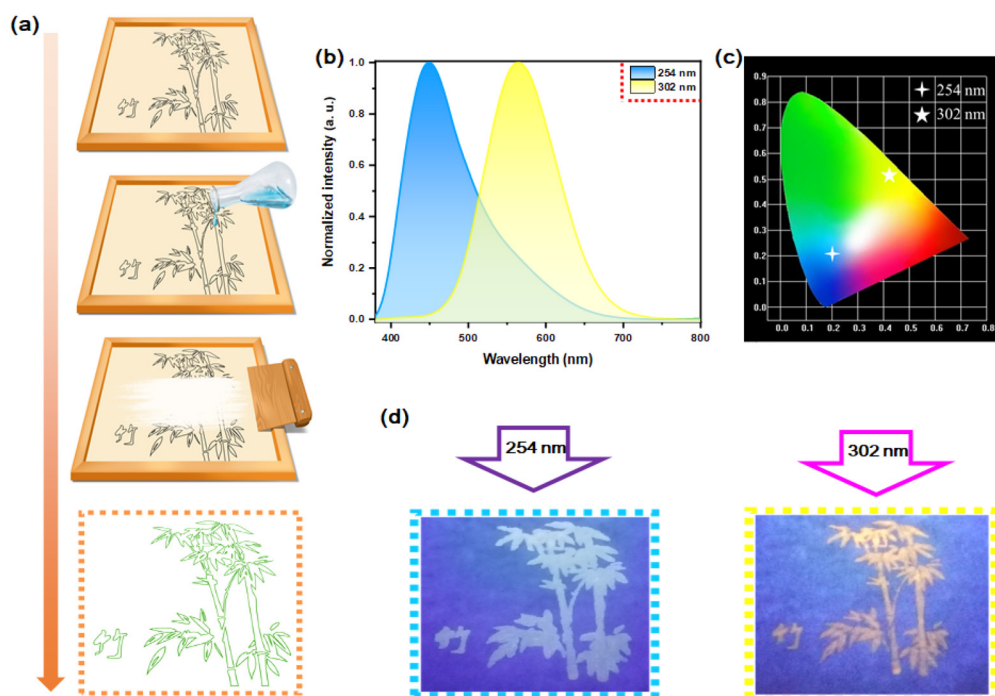 (a)
竹
竹
竹
竹
(b)
Normalized intensity (a. u.)
1.0
0.8
0.6
0.4
0.2
0.0
400 500 600 700 800
Wavelength (nm)
254 nm
302 nm
(c)
254 nm
302 nm
0.9
0.8
0.7
0.6
0.5
0.4
0.3
0.2
0.1
0.0
0.0 0.1 0.2 0.3 0.4 0.5 0.6 0.7 0.8
(d)
254 nm
302 nm
竹
竹